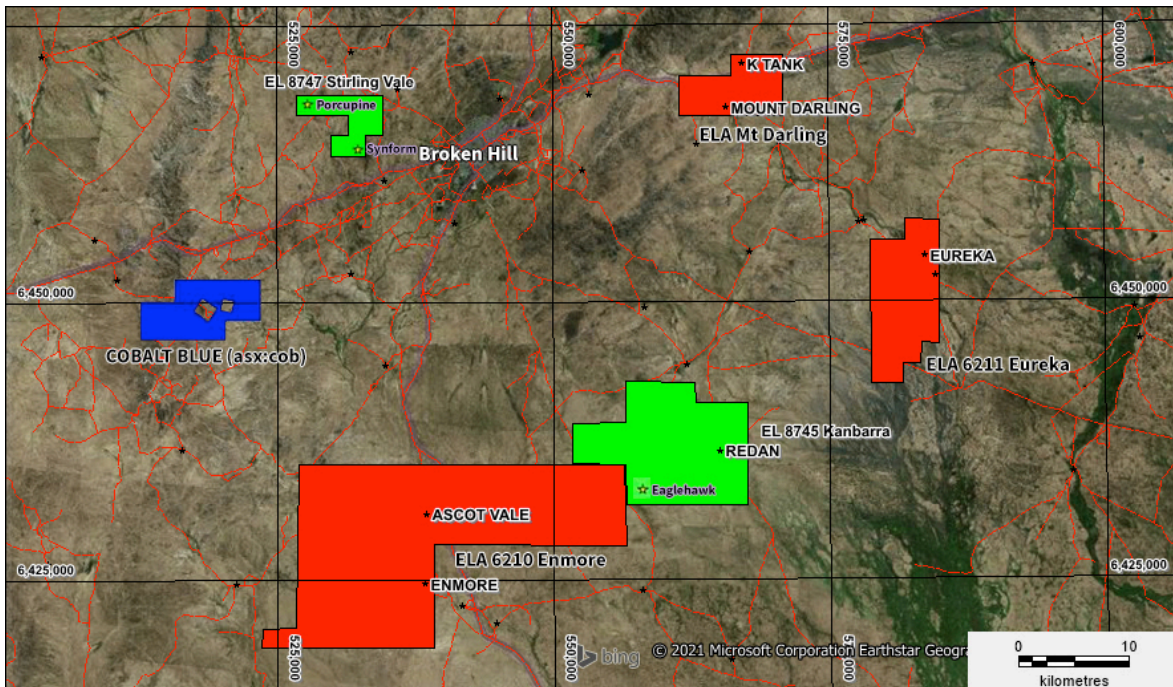 525,000
550,000
575,000
600,000
K TANK
EL 8747 Stirling Vale
Porcupine
MOUNT DARLING
ELA Mt Darling
Synform
Broken Hill
EUREKA
6,450,000
6,450,000
COBALT BLUE (asx:cob)
ELA 6211 Eureka
EL 8745 Kanbarra
REDAN
Eaglehawk
ASCOT VALE
ELA 6210 Enmore
6,425,000
6,425,000
ENMORE
525,000
550,000
bing
© 2021 Microsoft Corporation Earthstar Geogra
0 10
kilometres